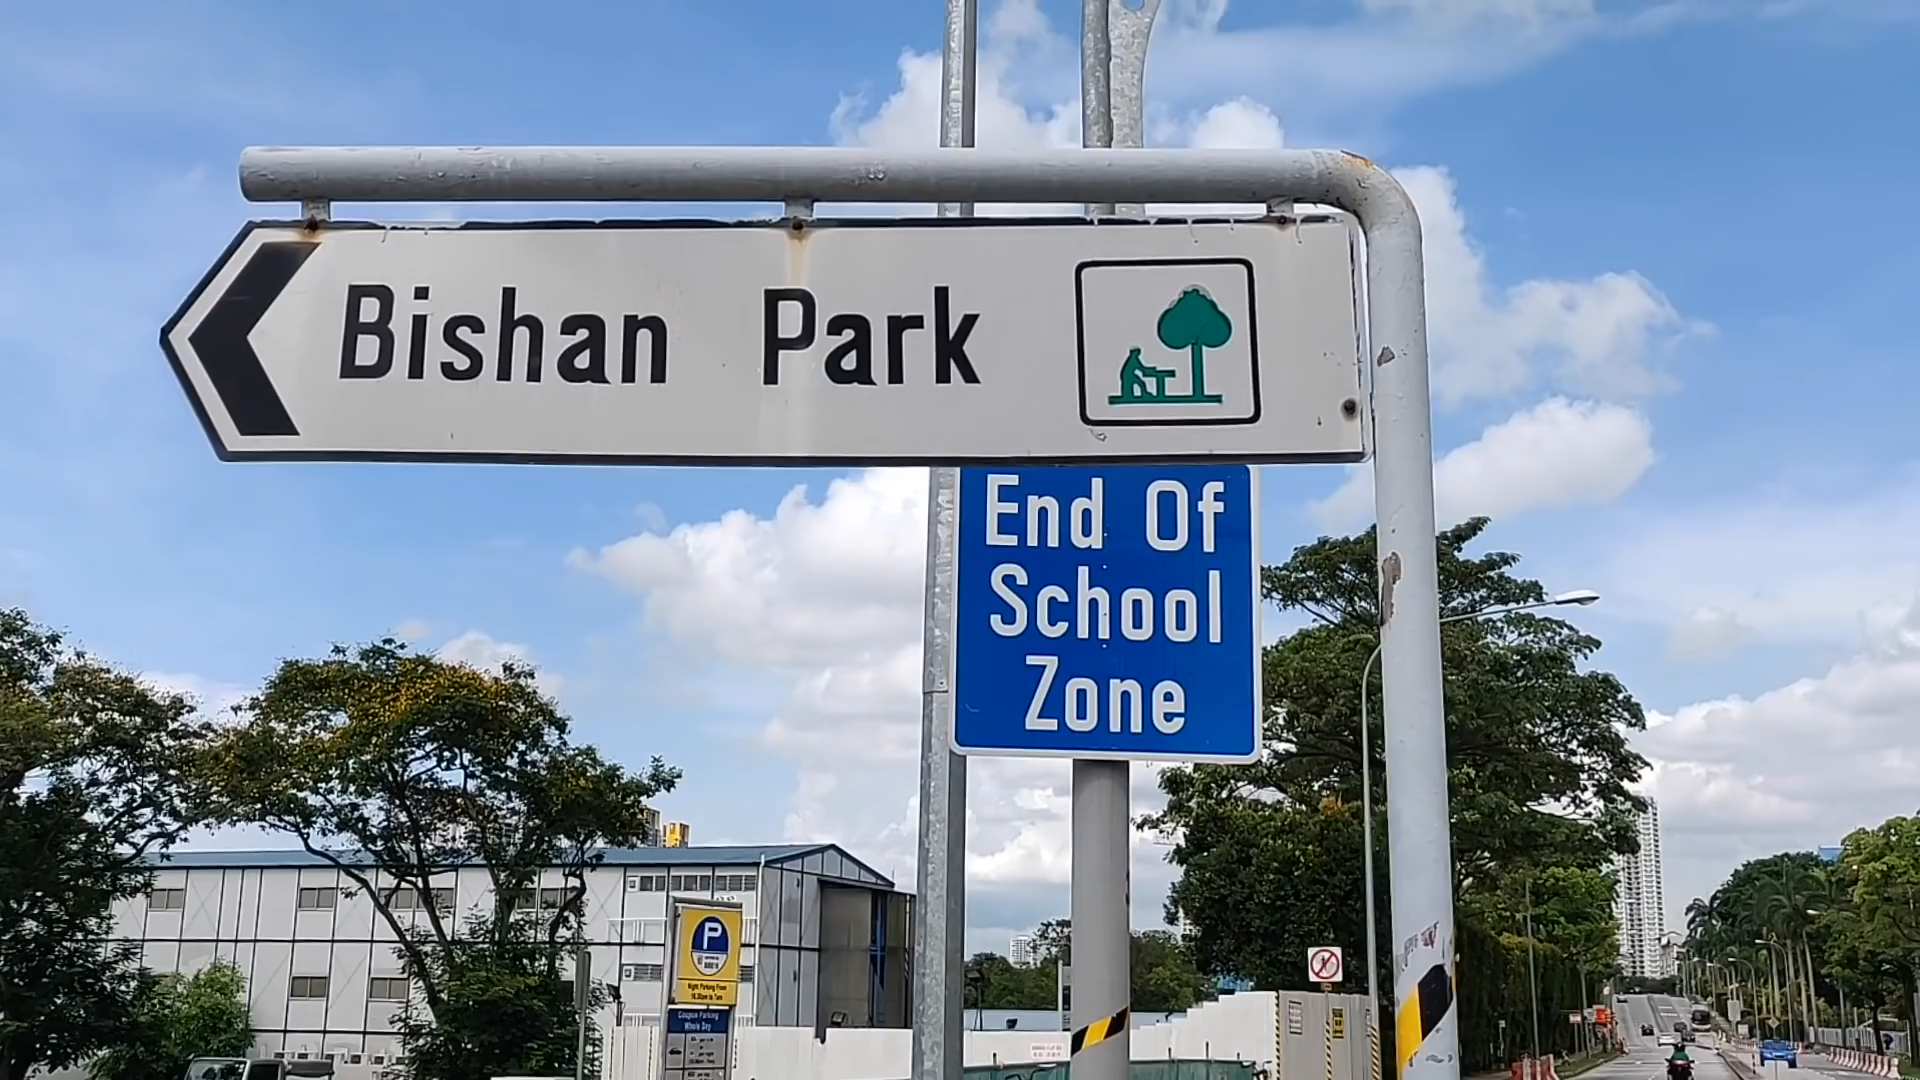 Bishan Park
End Of
School
Zone
P
Night Parking From
Coupon Parking
Whole Day